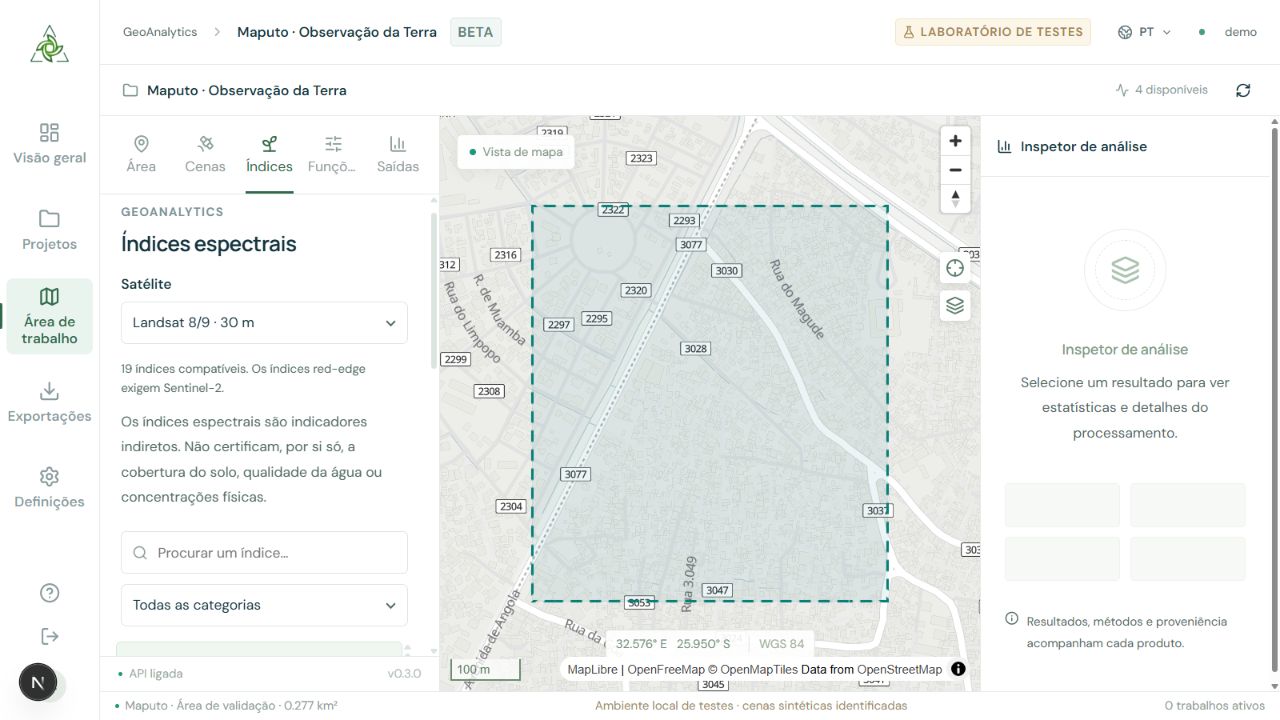 GeoAnalytics
Maputo · Observação da Terra
BETA
LABORATÓRIO DE TESTES
PT
demo
Maputo · Observação da Terra
4 disponíveis
Visão geral
Projetos
Área de
trabalho
Exportações
Definições
N
Área
Cenas
Índices
Funçõ...
Saídas
GEOANALYTICS
Índices espectrais
Satélite
Landsat 8/9 · 30 m
19 índices compatíveis. Os índices red-edge
exigem Sentinel-2.
Os índices espectrais são indicadores
indiretos. Não certificam, por si só, a
cobertura do solo, qualidade da água ou
concentrações físicas.
Procurar um índice...
Todas as categorias
API ligada
v0.3.0
Vista de mapa
2319
2323
2322
2293
3077
2316
312
3030
2320
2295
2297
3028
2299
2308
3077
2304
3037
3047
3053
3045
R. de Muamba
Rua do Limpopo
Rua do Magude
Rua 3.049
Rua da
da de Angola
32.576° E 25.950° S
WGS 84
100 m
MapLibre | OpenFreeMap © OpenMapTiles Data from OpenStreetMap
Inspetor de análise
Inspetor de análise
Selecione um resultado para ver
estatísticas e detalhes do
processamento.
Resultados, métodos e proveniência
acompanham cada produto.
Maputo · Área de validação · 0.277 km²
Ambiente local de testes · cenas sintéticas identificadas
0 trabalhos ativos